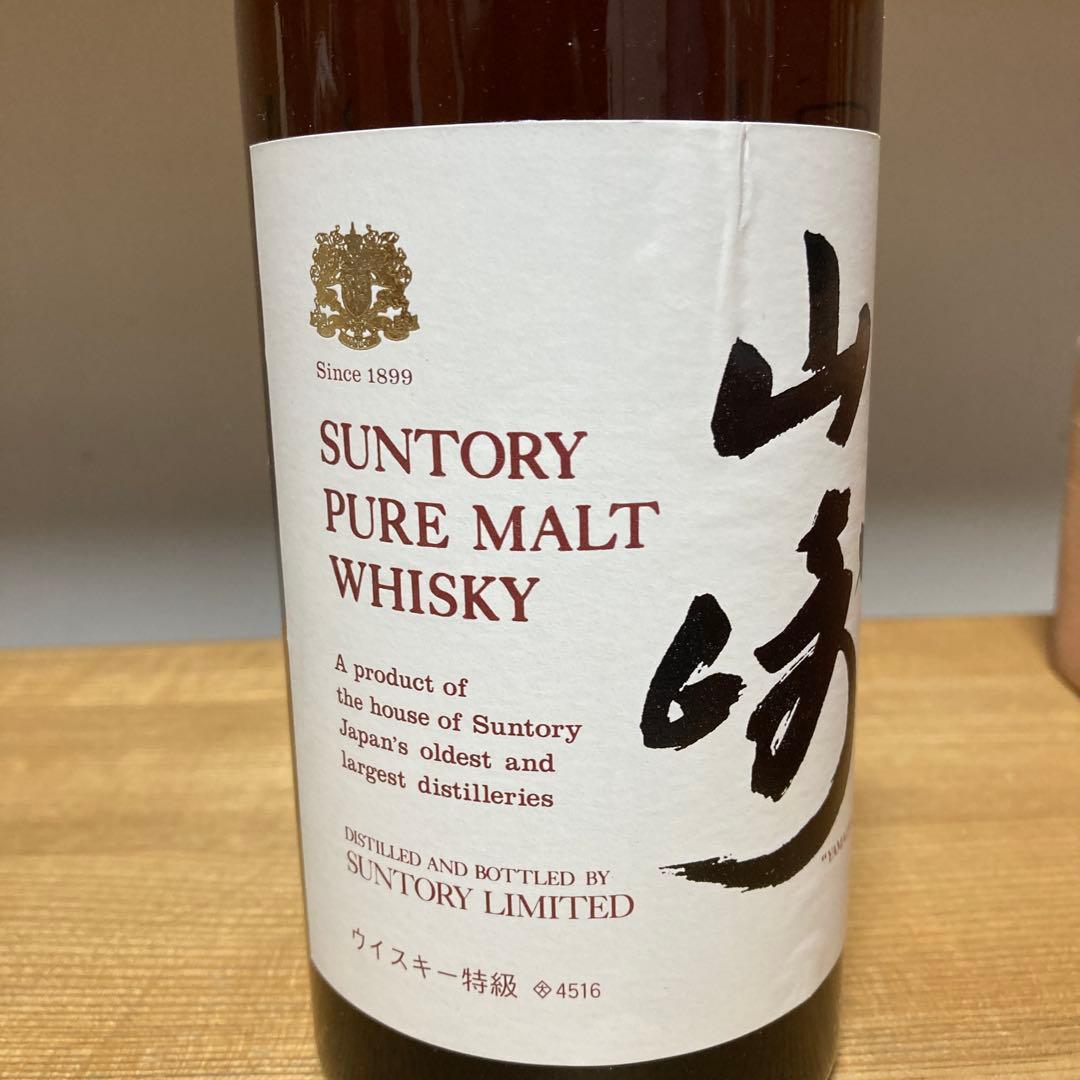 Since 1899
SUNTORY
PURE MALT
WHISKY
A product of
the house of Suntory
Japan's oldest and
largest distilleries
DISTILLED AND BOTTLED BY
SUNTORY LIMITED
ウイスキー特級 4516
山崎